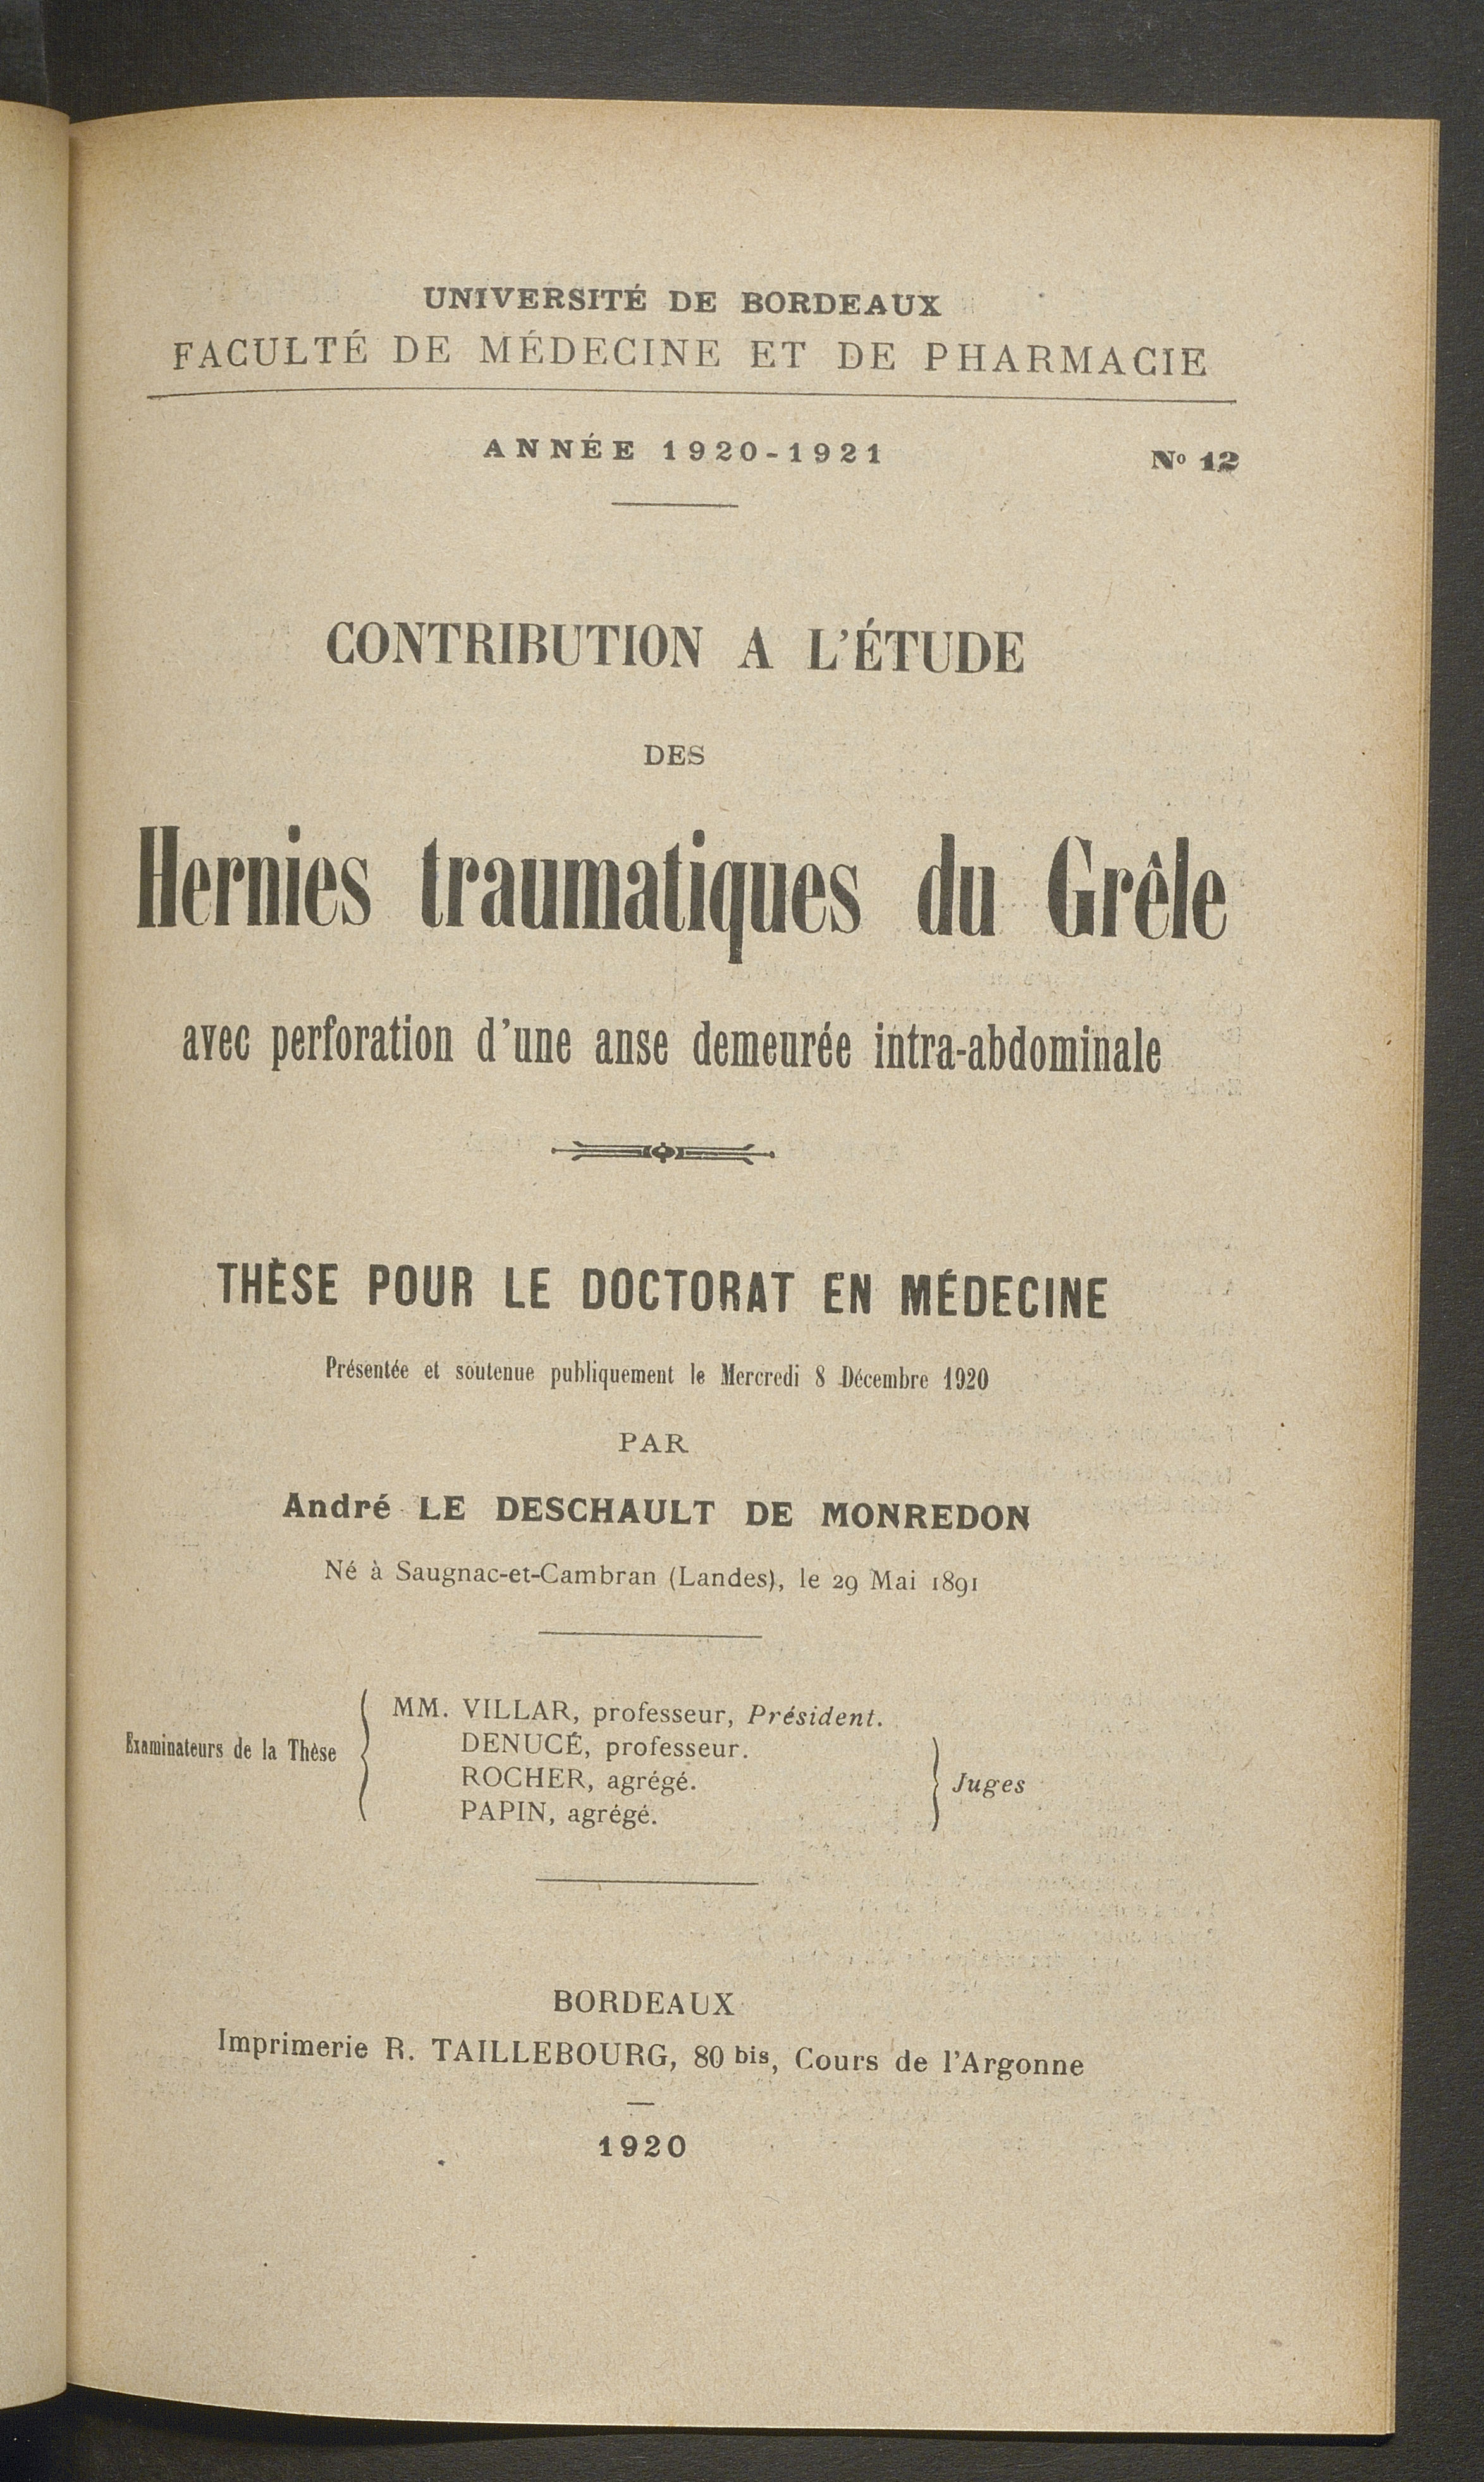 UNIVERSITÉ DE BORDEAUX
FACULTÉ DE MÉDECINE ET DE PHARMACIE
ANNÉE 1920-1921
Nº 12
CONTRIBUTION A L'ÉTUDE
DES
Hernies traumatiques du Grêle
avec perforation d'une anse demeurée intra-abdominale
THÈSE POUR LE DOCTORAT EN MÉDECINE
Présentée et soutenue publiquement le Mercredi 8 Décembre 1920
PAR
André LE DESCHAULT DE MONREDON
Né à Saugnac-et-Cambran (Landes), le 29 Mai 1891
Examinateurs de la Thèse
MM. VILLAR, professeur, Président.
DENUCÉ, professeur.
ROCHER, agrégé.
PAPIN, agrégé.
Juges
BORDEAUX
Imprimerie R. TAILLEBOURG, 80 bis, Cours de l'Argonne
1920